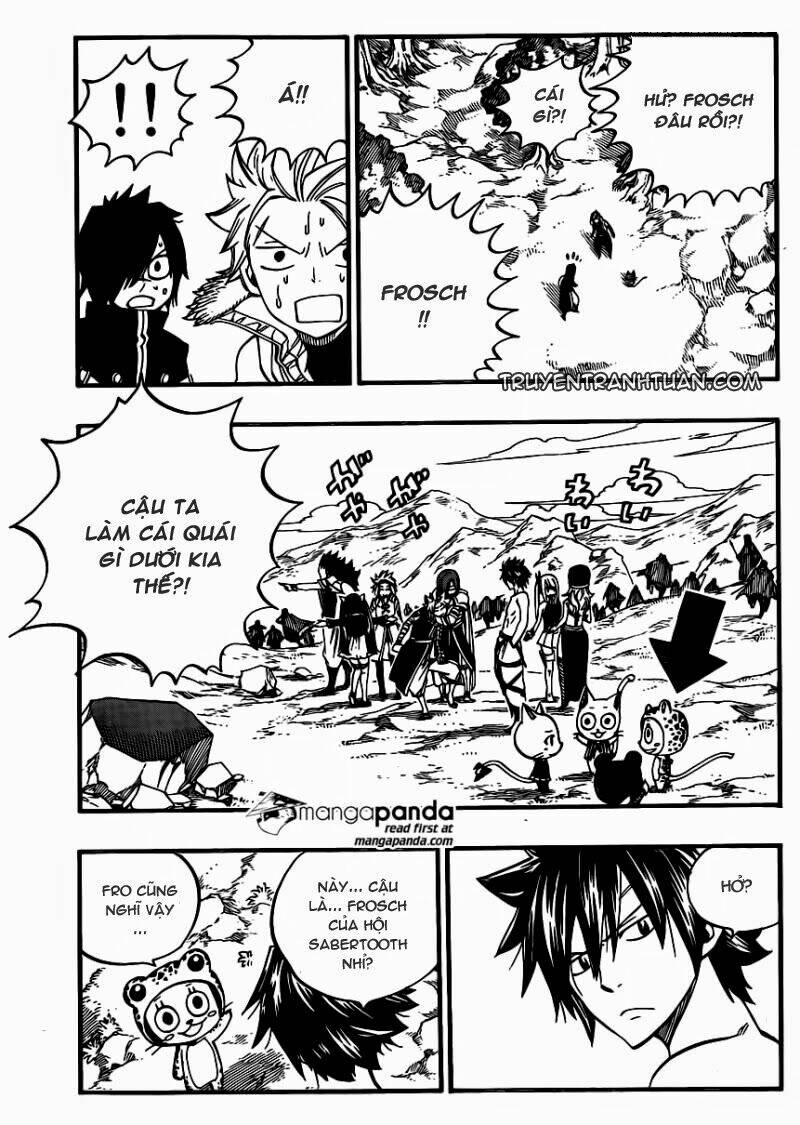 HỬ? FROSCH
ĐÂU RỒI?!
CÁI
GÌ?!
FROSCH
!!
Á!!
!!
TRUYENTRANHTUAN.COM
CẬU TA
LÀM CÁI QUÁI
GÌ DƯỚI KIA
THẾ?!
mangapanda
read first at
mangapanda.com
HỞ?
NÀY... CẬU
LÀ... FROSCH
CỦA HỘI
SABERTOOTH
NHỈ?
FRO CŨNG
NGHĨ VẬY
...